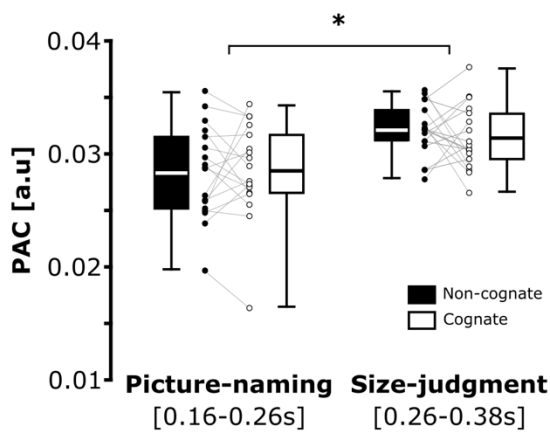 *
0.04
0.03
0.02
0.01
PAC [a.u]
Non-cognate
Cognate
Picture-naming Size-judgment
[0.16-0.26s] [0.26-0.38s]